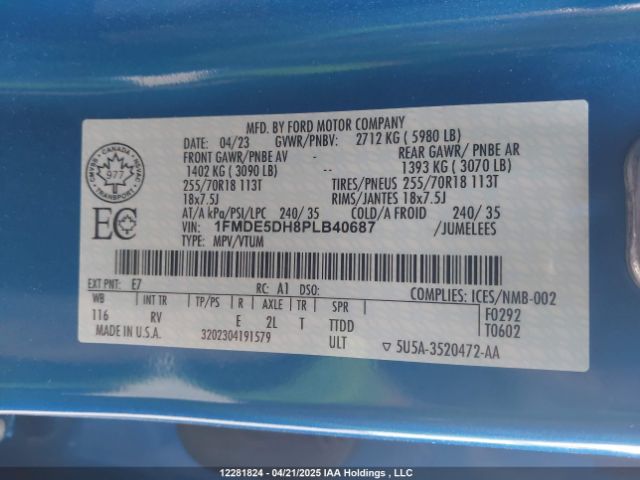 MFD. BY FORD MOTOR COMPANY
DATE: 04/23 GVWR/PNBV: 2712 KG ( 5980 LB)
FRONT GAWR/PNBE AV -- REAR GAWR/ PNBE AR
1402 KG ( 3090 LB) 1393 KG ( 3070 LB)
255/70R18 113T TIRES/PNEUS 255/70R18 113T
18x7.5J RIMS/JANTES 18x7.5J
AT/A kPa/PSI/LPC 240/ 35 COLD/A FROID 240/ 35
VIN: 1FMDE5DH8PLB40687 /JUMELEES
TYPE: MPV/VTUM
CMVSS CANADA NSVAC
977
EC
EXT PNT: E7 RC: A1 DSO: COMPLIES: ICES/NMB-002
WB INT TR TP/PS R AXLE TR SPR F0292
116 RV E 2L T TTDD T0602
MADE IN U.S.A. 3202304191579 ULT 5U5A-3520472-AA
12281824 - 04/21/2025 IAA Holdings , LLC